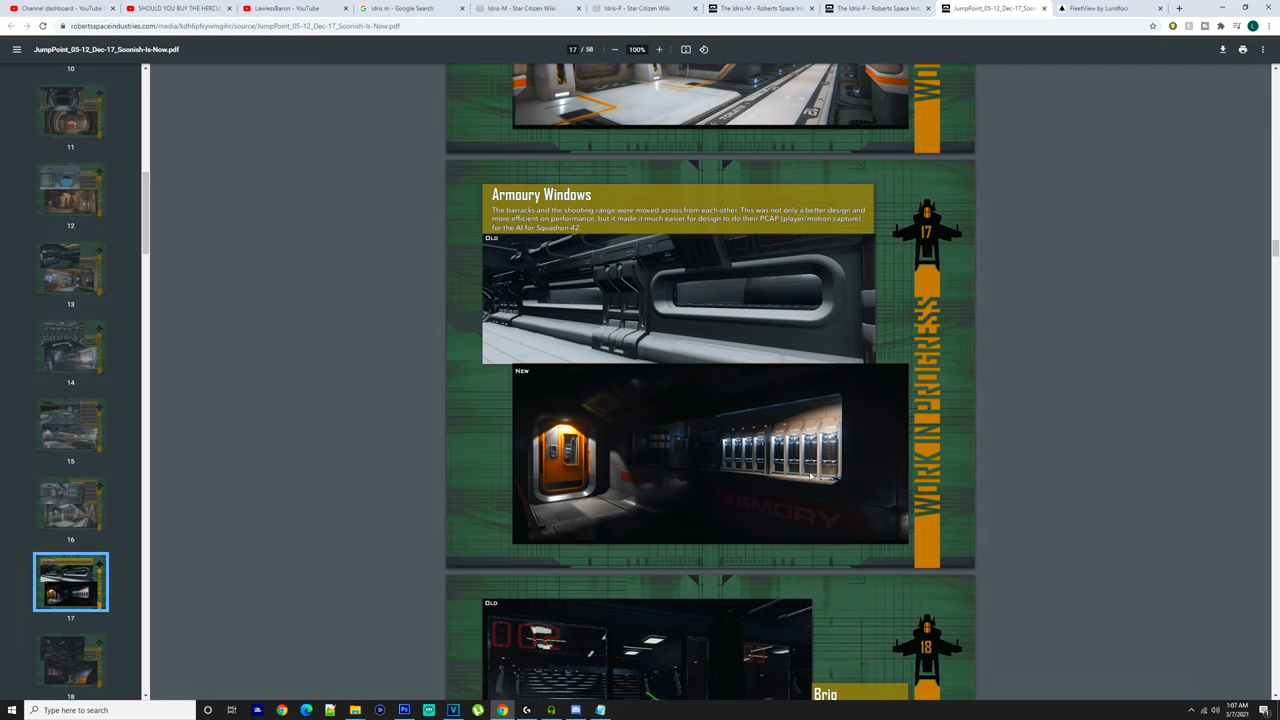 Channel dashboard - YouTube
SHOULD YOU BUY THE HERCU
LawlessBaron - YouTube
idris m - Google Search
Idris-M - Star Citizen Wiki
Idris-P - Star Citizen Wiki
The Idris-M - Roberts Space Ind
The Idris-P - Roberts Space Indu
JumpPoint_05-12_Dec-17_Soonish
FleetView by Lundfoci
robertsspaceindustries.com/media/kdh6pfxywmgihr/source/JumpPoint_05-12_Dec-17_Soonish-Is-Now.pdf
JumpPoint_05-12_Dec-17_Soonish-Is-Now.pdf
17 / 58
100%
10
11
12
13
14
15
16
17
18
WO
Armoury Windows
The barracks and the shooting range were moved across from each other. This was not only a better design and
more efficient on performance, but it made it much easier for design to do their PCAP (player/motion capture)
for the AI for Squadron 42.
OLD
17
NEW
ARMORY
WORK IN PROGRESS
OLD
002
18
Brig
Type here to search
1:07 AM
3/7/2021